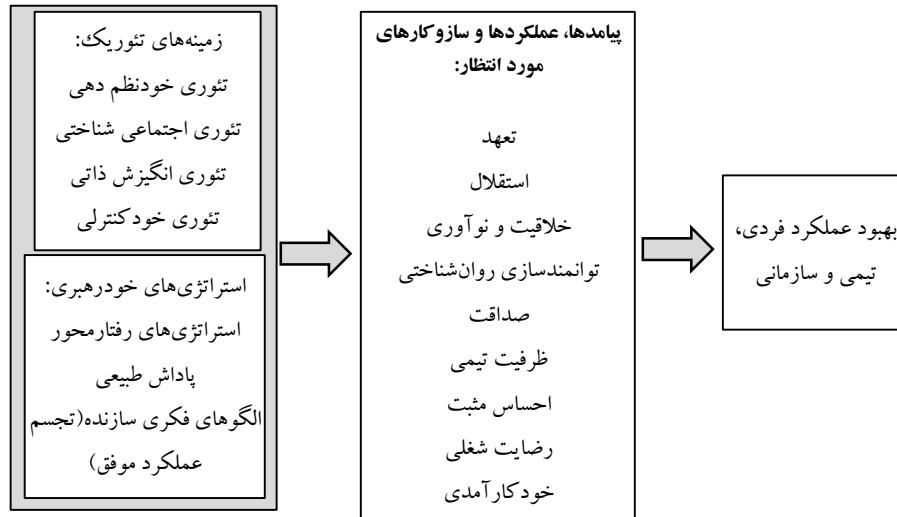 زمینه‌های تئوریک:
تئوری خودنظم دهی
تئوری اجتماعی شناختی
تئوری انگیزش ذاتی
تئوری خودکنترلی
استراتژی‌های خودرهبری:
استراتژی‌های رفتارمحور
پاداش طبیعی
الگوهای فکری سازنده(تجسم
عملکرد موفق)
پیامدها، عملکردها و سازوکارهای
مورد انتظار:
تعهد
استقلال
خلاقیت و نوآوری
توانمندسازی روان‌شناختی
صداقت
ظرفیت تیمی
احساس مثبت
رضایت شغلی
خودکارآمدی
بهبود عملکرد فردی،
تیمی و سازمانی